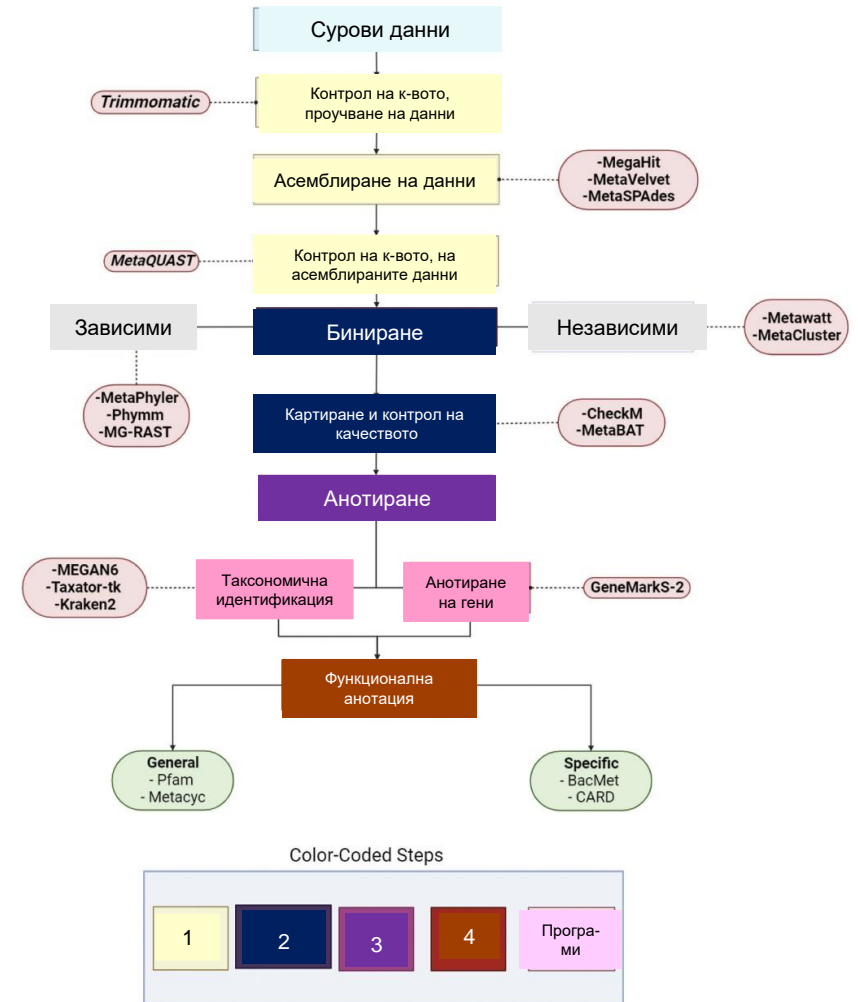 Сурови данни
Trimmomatic
Контрол на к-вото,
проучване на данни
Асемблиране на данни
-MegaHit
-MetaVelvet
-MetaSPAdes
MetaQUAST
Контрол на к-вото, на
асемблираните данни
Зависими
Биниране
Независими
-Metawatt
-MetaCluster
-MetaPhyler
-Phymm
-MG-RAST
Картиране и контрол на
качеството
-CheckM
-MetaBAT
Анотиране
-MEGAN6
-Taxator-tk
-Kraken2
Таксономична
идентификация
Анотиране
на гени
GeneMarkS-2
Функционална
анотация
General
- Pfam
- Metacyc
Specific
- BacMet
- CARD
Color-Coded Steps
1
2
3
4
Програ-
ми